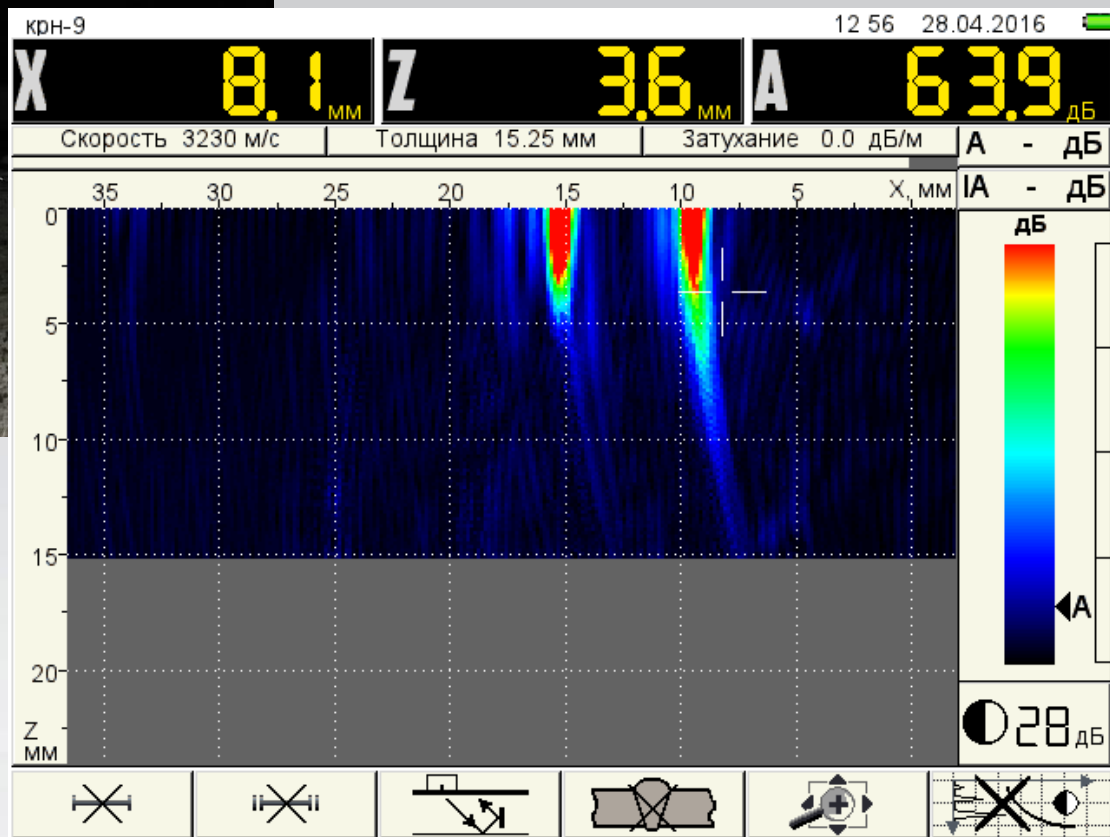 крн-9 12 56 28.04.2016
X 8.1 мм Z 3.6 мм A 63.9 дБ
Скорость 3230 м/с Толщина 15.25 мм Затухание 0.0 дБ/м A - дБ
35 30 25 20 15 10 5 X, мм IA - дБ
дБ
0
5
10
15
A
20
Z
мм
28 дБ